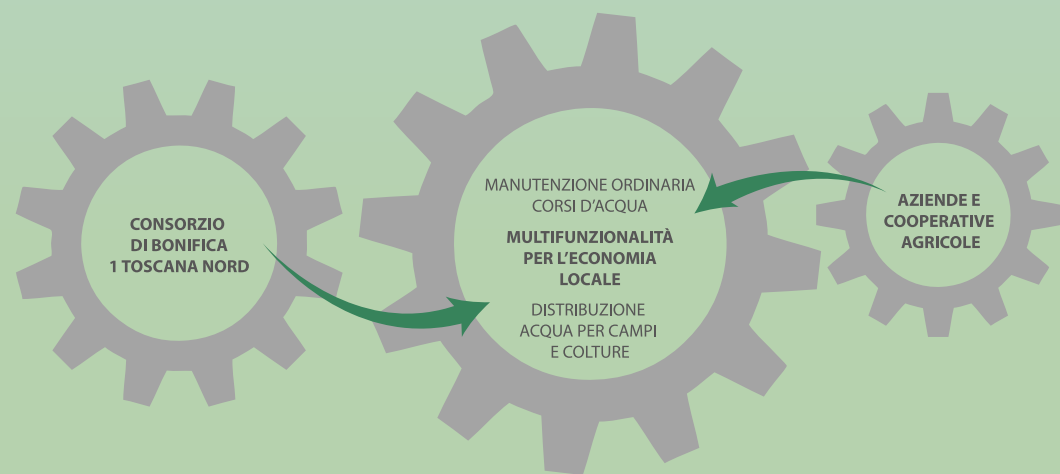 CONSORZIO
DI BONIFICA
1 TOSCANA NORD
MANUTENZIONE ORDINARIA
CORSI D'ACQUA
MULTIFUNZIONALITÀ
PER L'ECONOMIA
LOCALE
DISTRIBUZIONE
ACQUA PER CAMPI
E COLTURE
AZIENDE E
COOPERATIVE
AGRICOLE